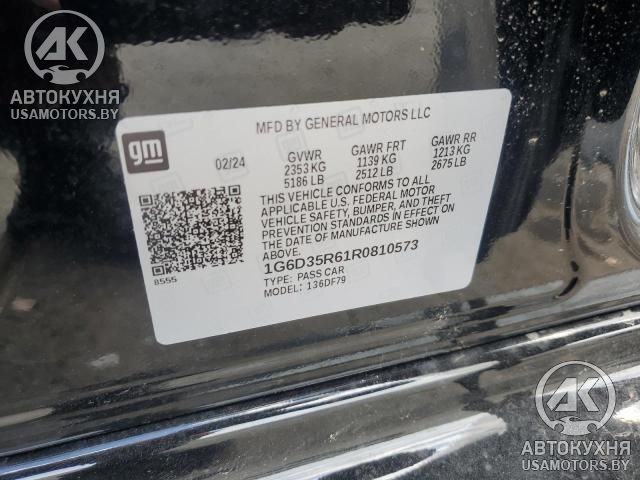 AK
АВТОКУХНЯ
USAMOTORS.BY
MFD BY GENERAL MOTORS LLC
gm
02/24
GVWR
2353 KG
5186 LB
GAWR FRT
1139 KG
2512 LB
GAWR RR
1213 KG
2675 LB
THIS VEHICLE CONFORMS TO ALL
APPLICABLE U.S. FEDERAL MOTOR
VEHICLE SAFETY, BUMPER, AND THEFT
PREVENTION STANDARDS IN EFFECT ON
THE DATE OF MANUFACTURE SHOWN
ABOVE.
1G6D35R61R0810573
TYPE: PASS CAR
MODEL: 136DF79
8555
AK
АВТОКУХНЯ
USAMOTORS.BY